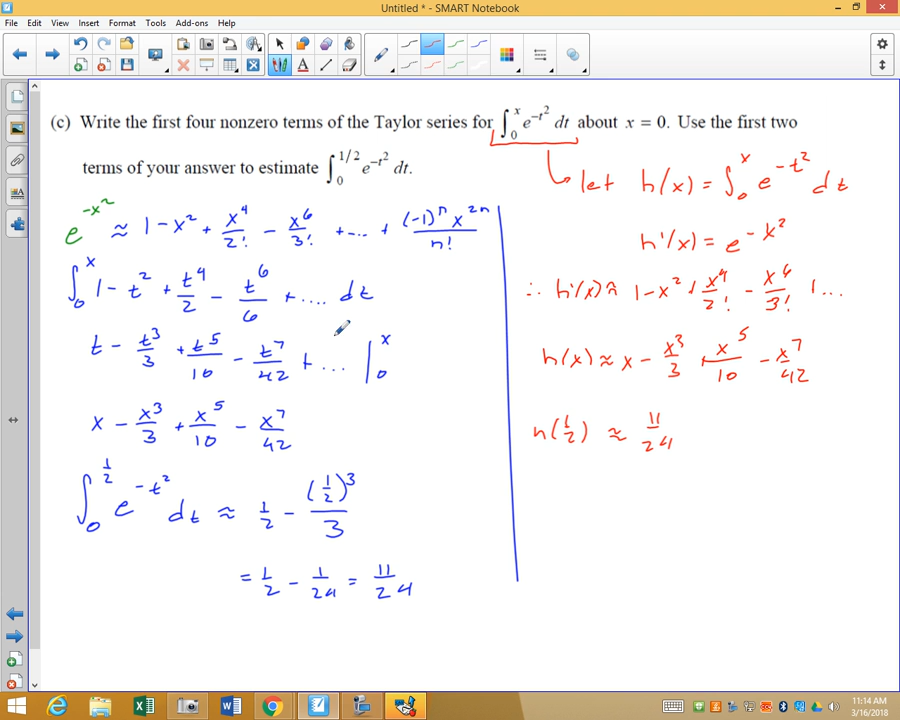 Untitled * - SMART Notebook
File Edit View Insert Format Tools Add-ons Help
(c) Write the first four nonzero terms of the Taylor series for ∫₀ˣ e^(-t²) dt about x = 0. Use the first two
terms of your answer to estimate ∫₀^(1/2) e^(-t²) dt.
e^(-x²) ≈ 1 - x² + x⁴/2! - x⁶/3! + ... + (-1)ⁿ x²ⁿ/n!
∫₀ˣ 1 - t² + t⁴/2 - t⁶/6 + .... dt
t - t³/3 + t⁵/10 - t⁷/42 + ... |₀ˣ
x - x³/3 + x⁵/10 - x⁷/42
∫₀^(1/2) e^(-t²) dt ≈ 1/2 - (1/2)³/3
= 1/2 - 1/24 = 11/24
let h(x) = ∫₀ˣ e^(-t²) dt
h'(x) = e^(-x²)
∴ h'(x) ≈ 1 - x² + x⁴/2! - x⁶/3! + ...
h(x) ≈ x - x³/3 + x⁵/10 - x⁷/42
h(1/2) ≈ 11/24
11:14 AM
3/16/2018